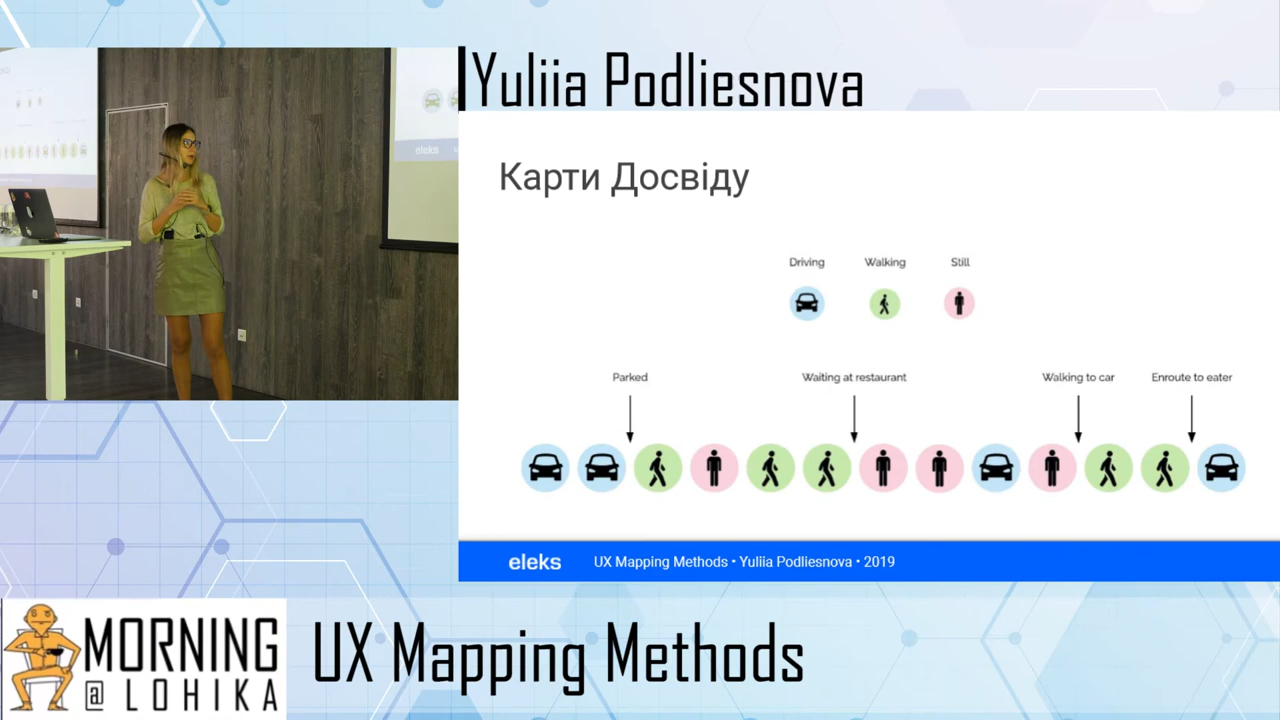 Yuliia Podliesnova
Карти Досвіду
Driving Walking Still
Parked Waiting at restaurant Walking to car Enroute to eater
eleks UX Mapping Methods • Yuliia Podliesnova • 2019
eleks
MORNING
@ LOHIKA
UX Mapping Methods